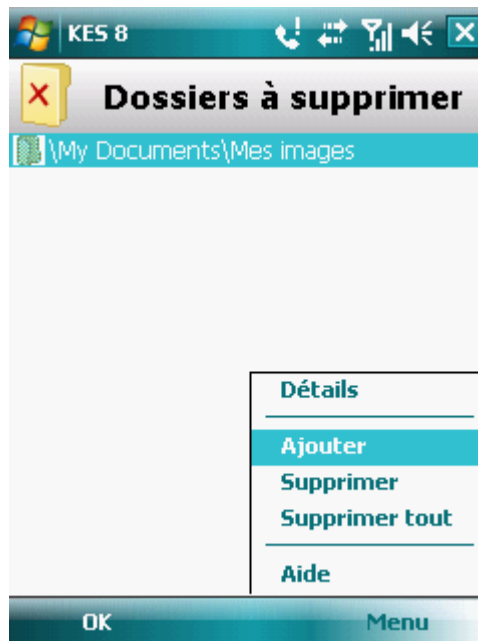 KES 8
Dossiers à supprimer
\My Documents\Mes images
Détails
Ajouter
Supprimer
Supprimer tout
Aide
OK
Menu